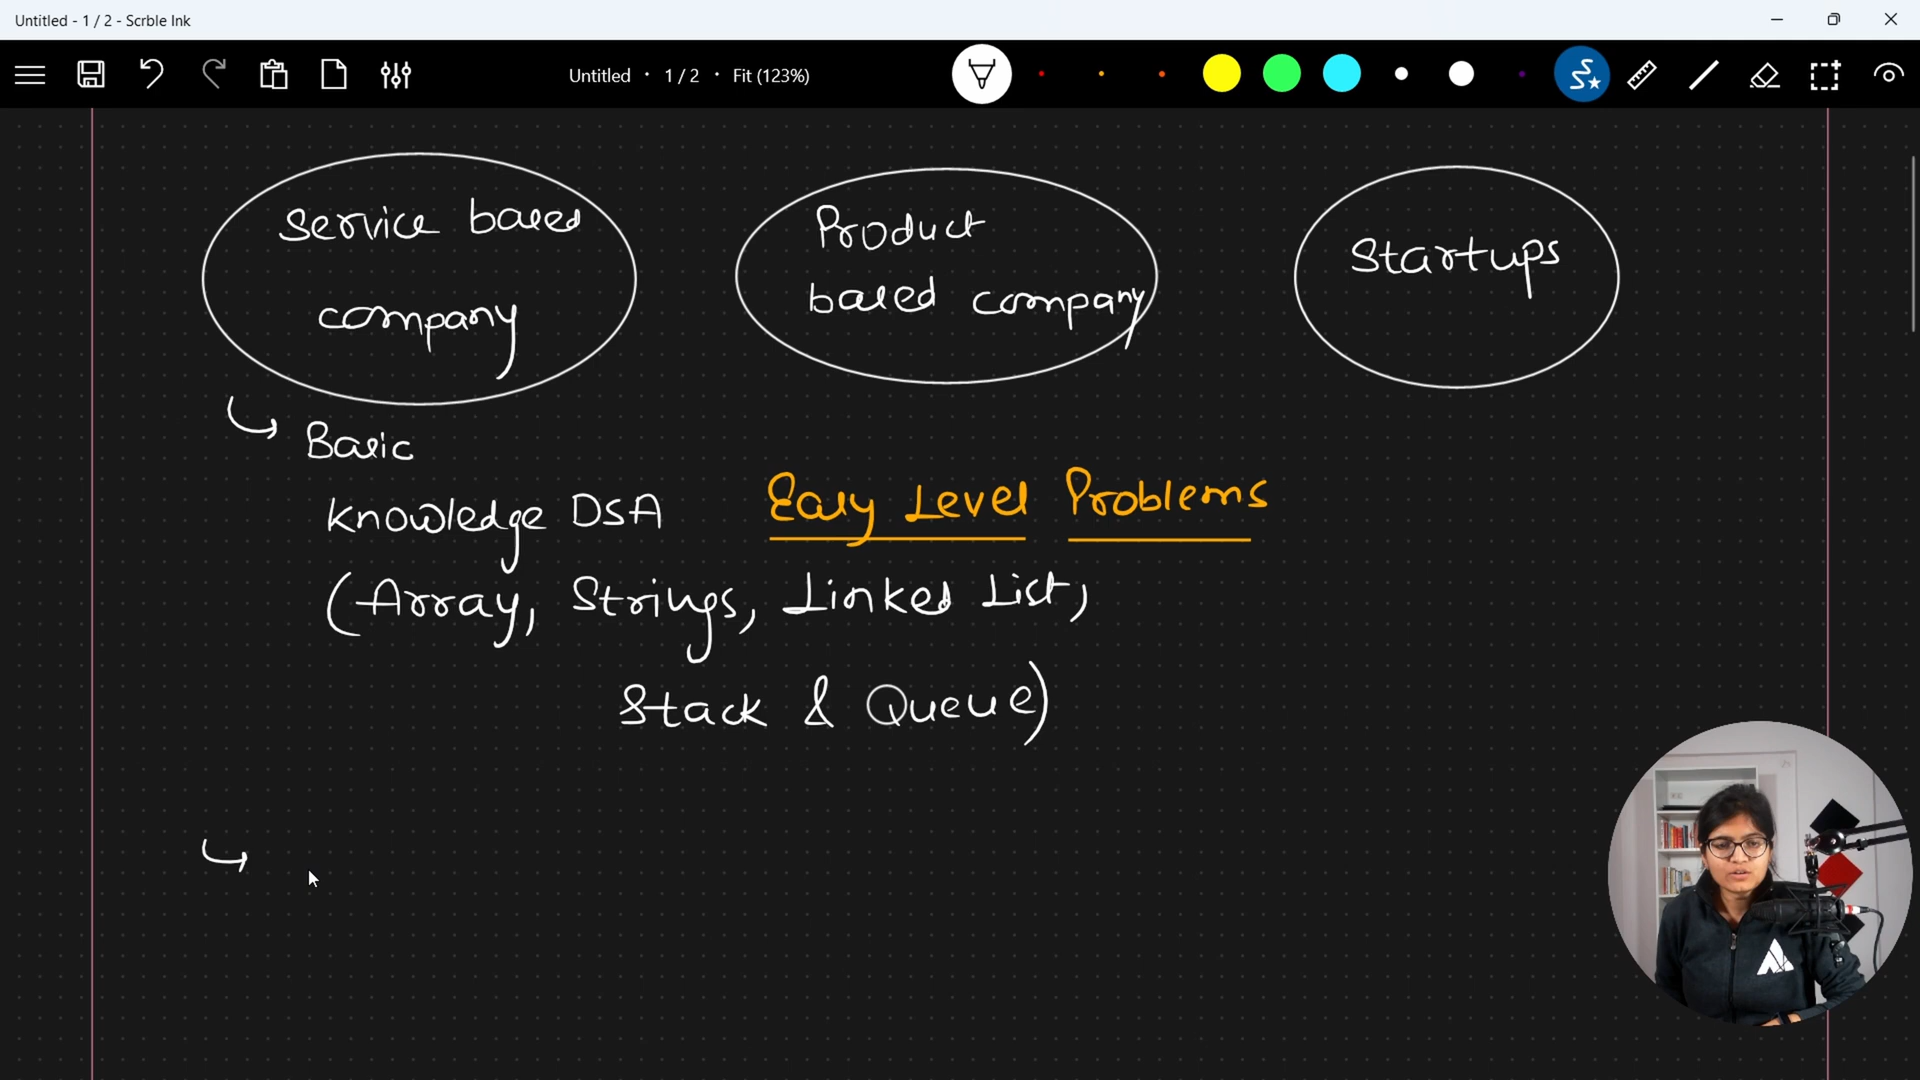 Untitled - 1 / 2 - Scrble Ink
Untitled • 1 / 2 • Fit (123%)
Service based
company
Product
based company
Startups
Basic
Knowledge DSA
Easy Level Problems
(Array, Strings, Linked List,
Stack & Queue)